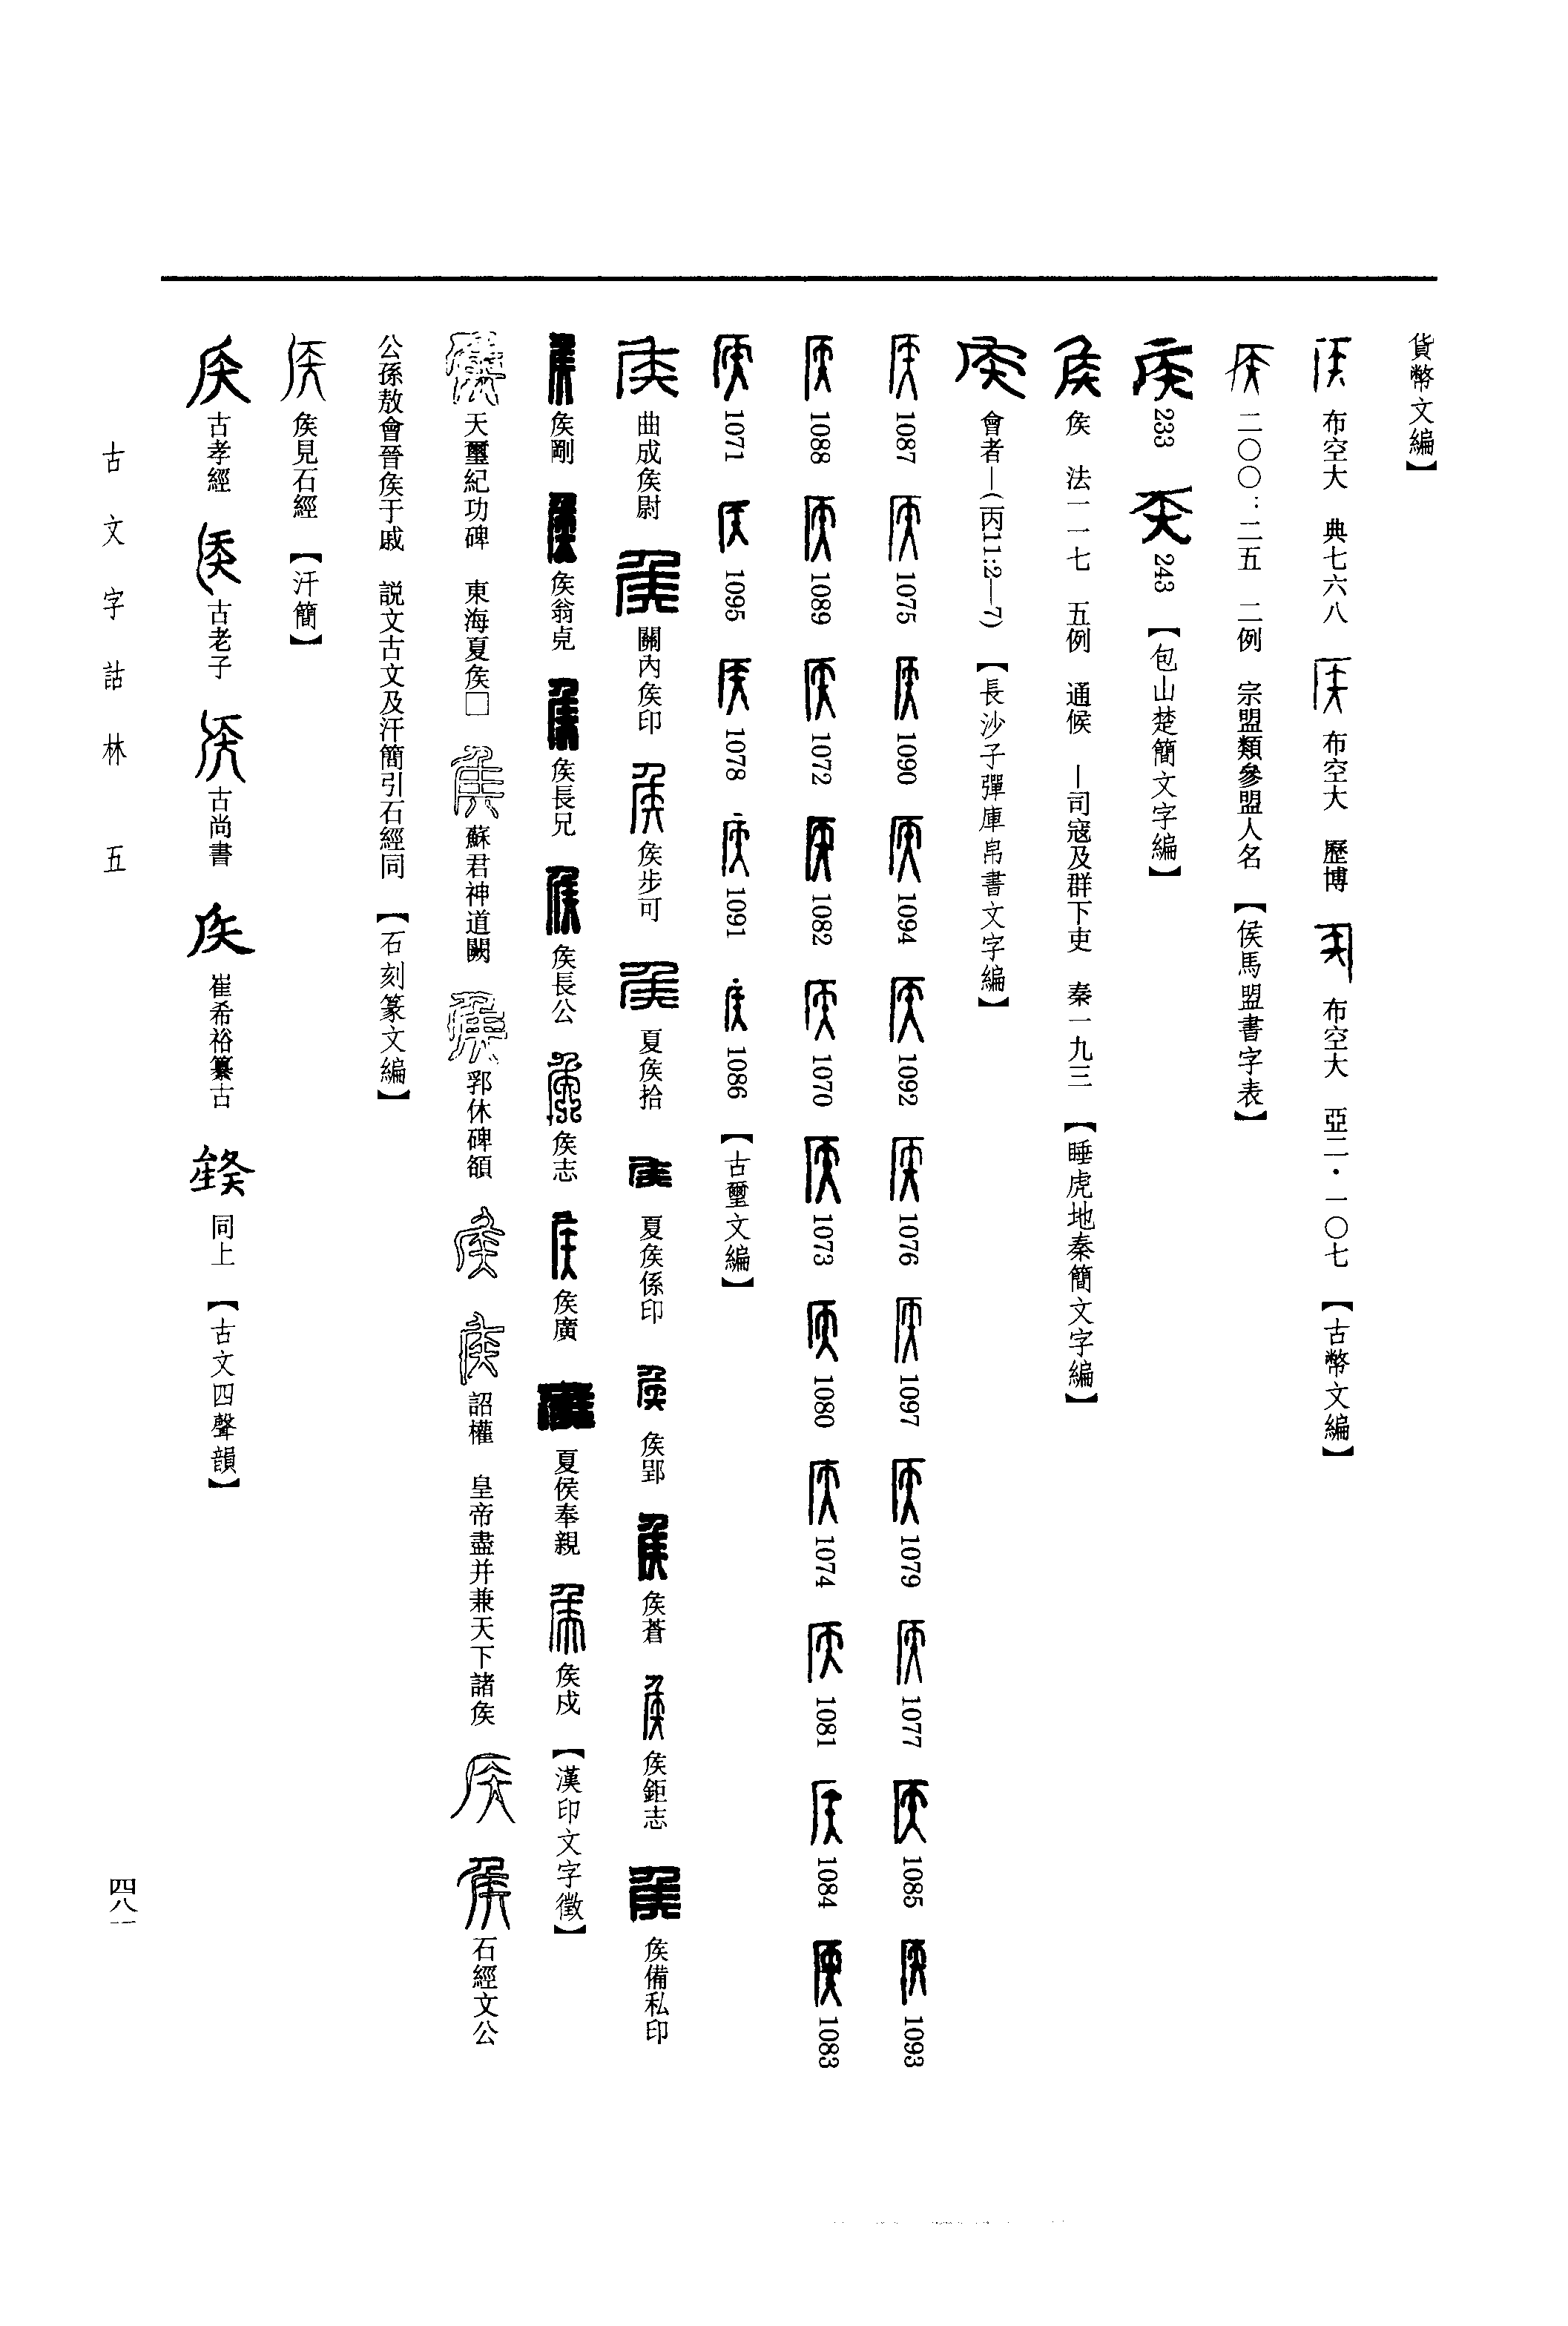 貨幣文編】
布空大　典七六八　布空大　歷博　布空大　亞二・一〇七　【古幣文編】
二〇〇：二五　二例　宗盟類參盟人名　【侯馬盟書字表】
233　243　【包山楚簡文字編】
矦　法一一七　五例　通候　—司寇及群下吏　秦一九三　【睡虎地秦簡文字編】
會者—(丙11:2—7)　【長沙子彈庫帛書文字編】
1087　1075　1090　1094　1092　1076　1097　1079　1077　1085　1093
1088　1089　1072　1082　1070　1073　1080　1074　1081　1084　1083
1071　1095　1078　1091　1086　【古璽文編】
曲成矦尉　關內矦印　矦步可　夏矦拾　夏矦係印　矦郢　矦蒼　矦鉅志　矦備私印
矦剛　矦翁　矦長兄　矦長公　矦志　矦廣　夏侯奉親　矦成　【漢印文字徵】
天璽紀功碑　東海夏矦□　蘇君神道闕　郭休碑額　詔權　皇帝盡并兼天下諸矦　石經文公
公孫敖會晉矦于戚　説文古文及汗簡引石經同　【石刻篆文編】
矦見石經　【汗簡】
古孝經　古老子　古尚書　崔希裕纂古　同上　【古文四聲韻】
古文字詁林　五
四八一